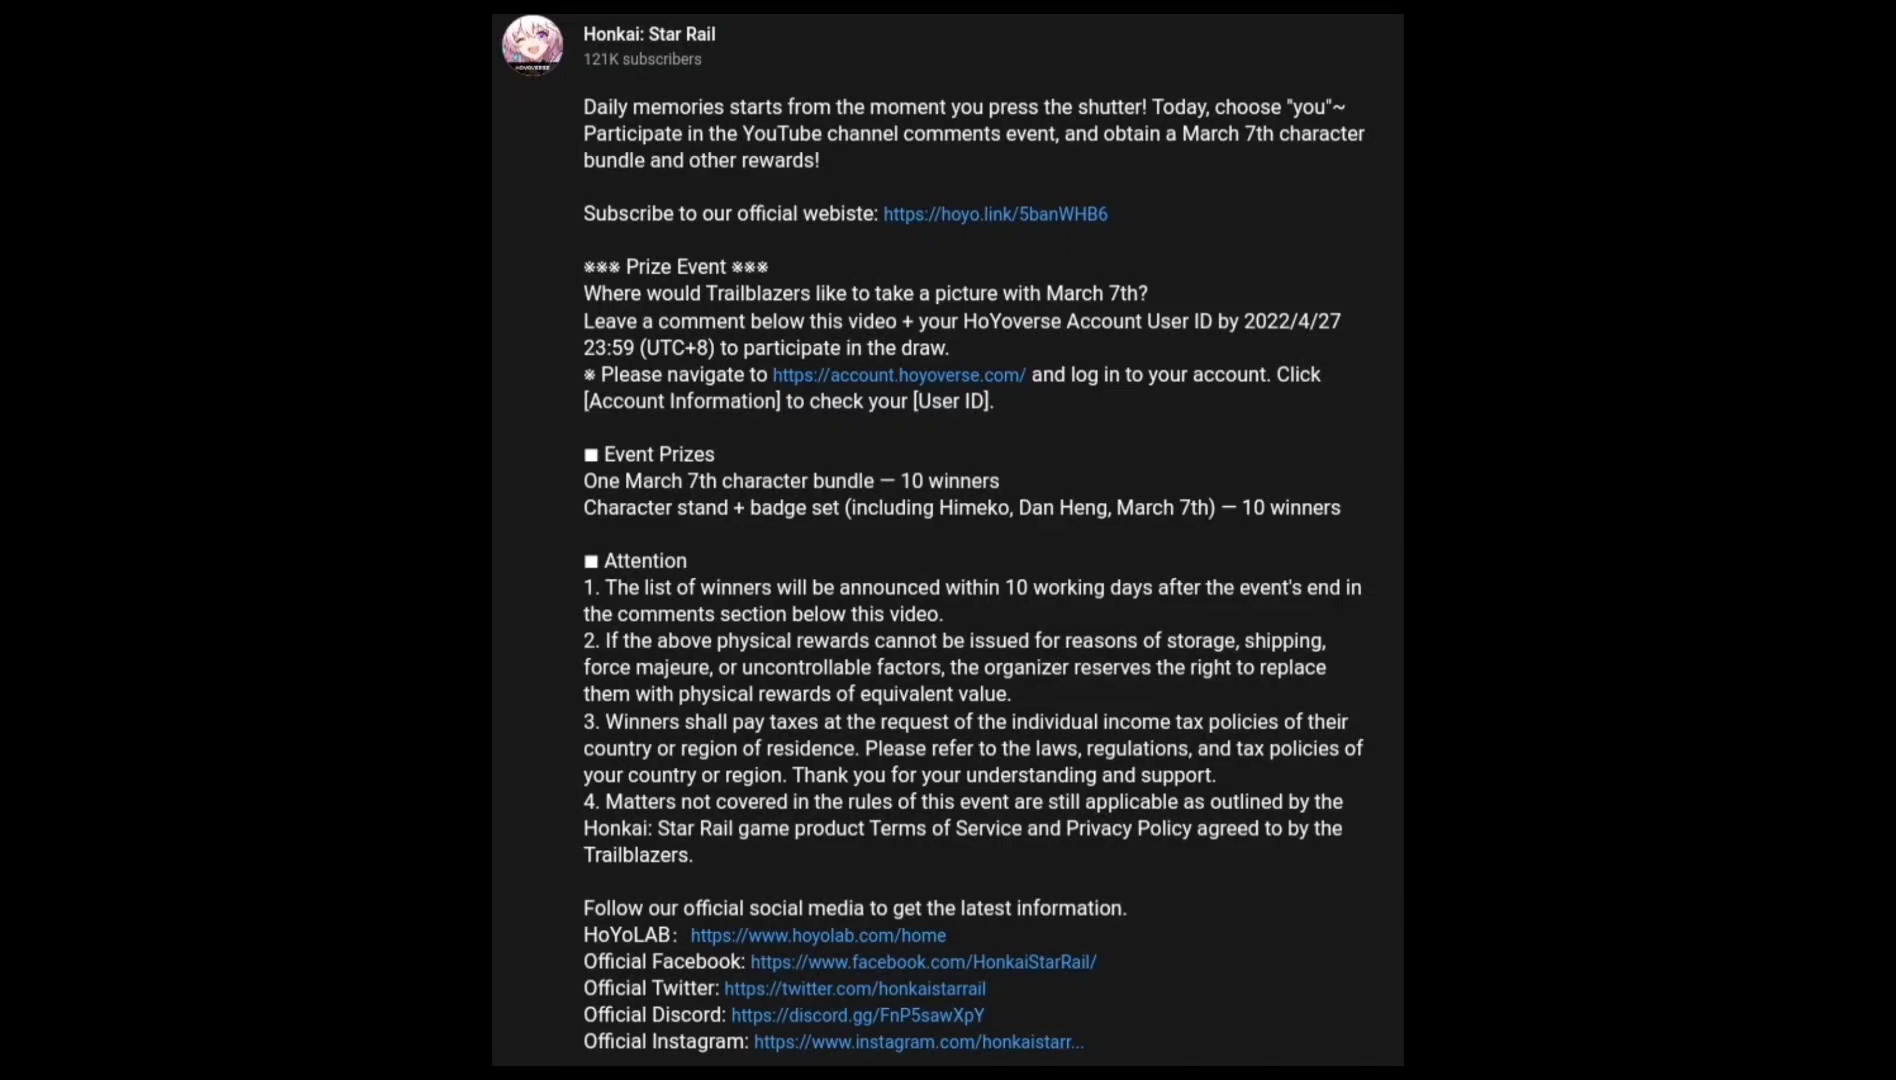 Honkai: Star Rail
121K subscribers
Daily memories starts from the moment you press the shutter! Today, choose "you"~
Participate in the YouTube channel comments event, and obtain a March 7th character
bundle and other rewards!
Subscribe to our official webiste: https://hoyo.link/5banWHB6
※※※ Prize Event ※※※
Where would Trailblazers like to take a picture with March 7th?
Leave a comment below this video + your HoYoverse Account User ID by 2022/4/27
23:59 (UTC+8) to participate in the draw.
※ Please navigate to https://account.hoyoverse.com/ and log in to your account. Click
[Account Information] to check your [User ID].
■ Event Prizes
One March 7th character bundle — 10 winners
Character stand + badge set (including Himeko, Dan Heng, March 7th) — 10 winners
■ Attention
1. The list of winners will be announced within 10 working days after the event's end in
the comments section below this video.
2. If the above physical rewards cannot be issued for reasons of storage, shipping,
force majeure, or uncontrollable factors, the organizer reserves the right to replace
them with physical rewards of equivalent value.
3. Winners shall pay taxes at the request of the individual income tax policies of their
country or region of residence. Please refer to the laws, regulations, and tax policies of
your country or region. Thank you for your understanding and support.
4. Matters not covered in the rules of this event are still applicable as outlined by the
Honkai: Star Rail game product Terms of Service and Privacy Policy agreed to by the
Trailblazers.
Follow our official social media to get the latest information.
HoYoLAB： https://www.hoyolab.com/home
Official Facebook: https://www.facebook.com/HonkaiStarRail/
Official Twitter: https://twitter.com/honkaistarrail
Official Discord: https://discord.gg/FnP5sawXpY
Official Instagram: https://www.instagram.com/honkaistarr...